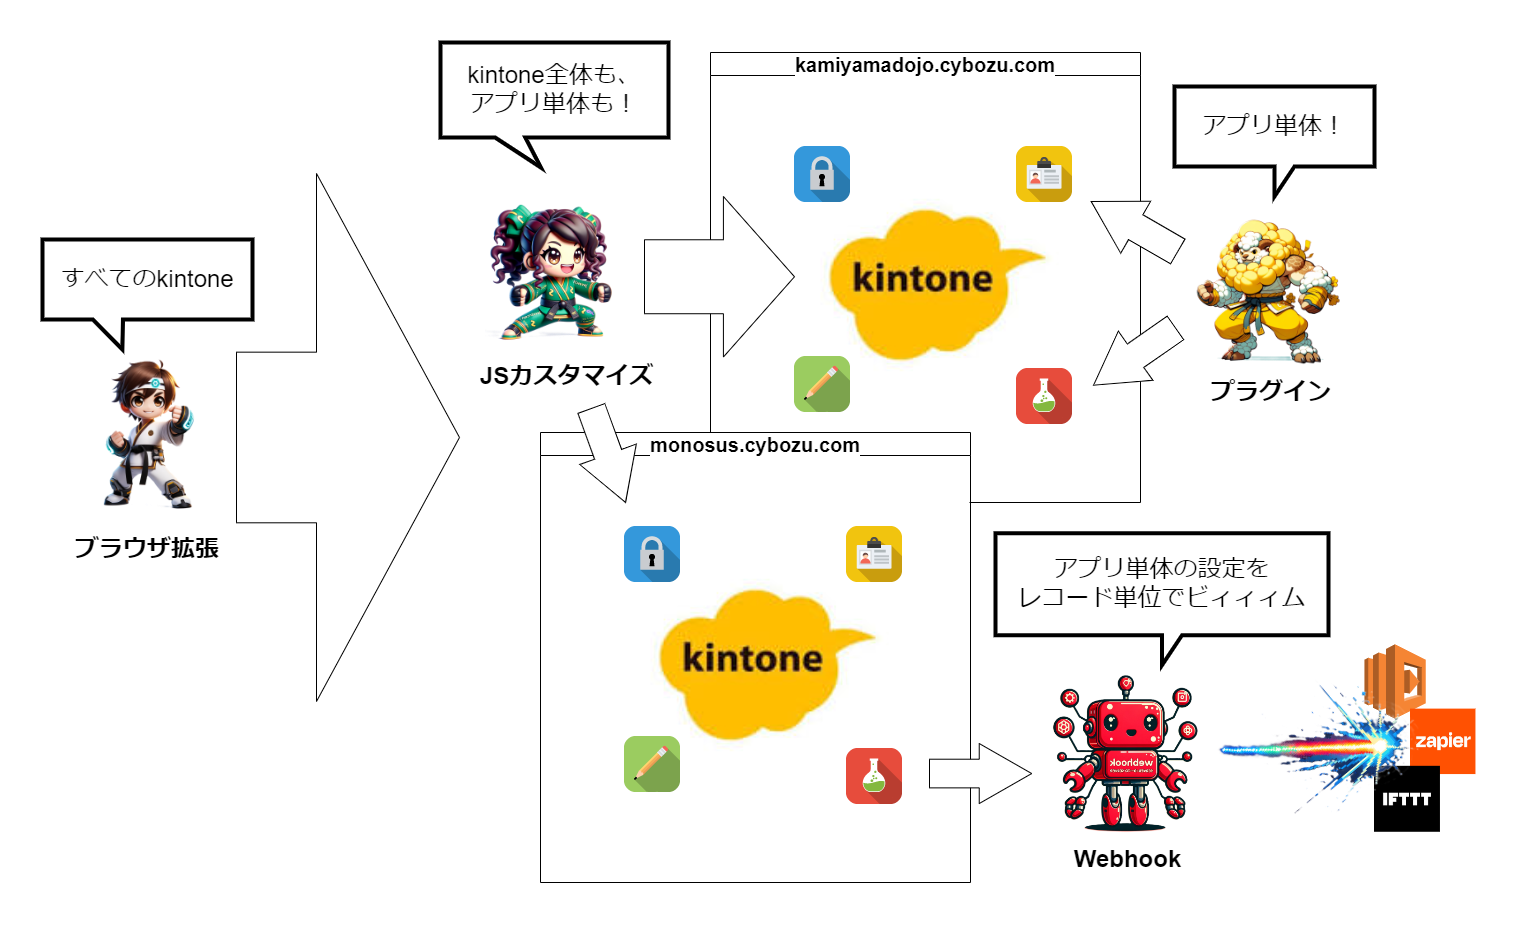 kintone全体も、
アプリ単体も！
kamiyamadojo.cybozu.com
アプリ単体！
すべてのkintone
kintone
JSカスタマイズ
プラグイン
ブラウザ拡張
monosus.cybozu.com
アプリ単体の設定を
レコード単位でビィィィム
kintone
zapier
IFTTT
webhook
Webhook